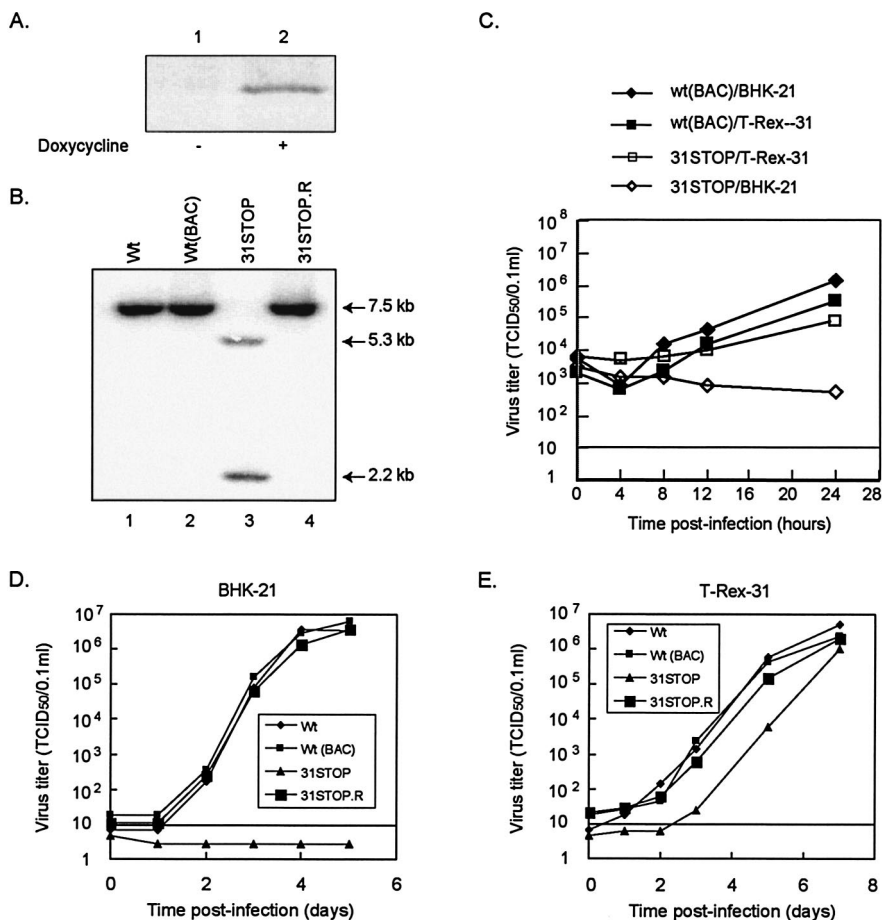 A.
1 2
Doxycycline - +
B.
Wt Wt(BAC) 31STOP 31STOP.R
7.5 kb
5.3 kb
2.2 kb
1 2 3 4
C.
wt(BAC)/BHK-21
wt(BAC)/T-Rex--31
31STOP/T-Rex-31
31STOP/BHK-21
Virus titer (TCID50/0.1ml)
10^8
10^7
10^6
10^5
10^4
10^3
10^2
10
1
0 4 8 12 16 20 24 28
Time post-infection (hours)
D.
BHK-21
Virus titer (TCID50/0.1ml)
10^7
10^6
10^5
10^4
10^3
10^2
10
1
Wt
Wt (BAC)
31STOP
31STOP.R
0 2 4 6
Time post-infection (days)
E.
T-Rex-31
Virus titer (TCID50/0.1ml)
10^7
10^6
10^5
10^4
10^3
10^2
10
1
Wt
Wt (BAC)
31STOP
31STOP.R
0 2 4 6 8
Time post-infection (days)